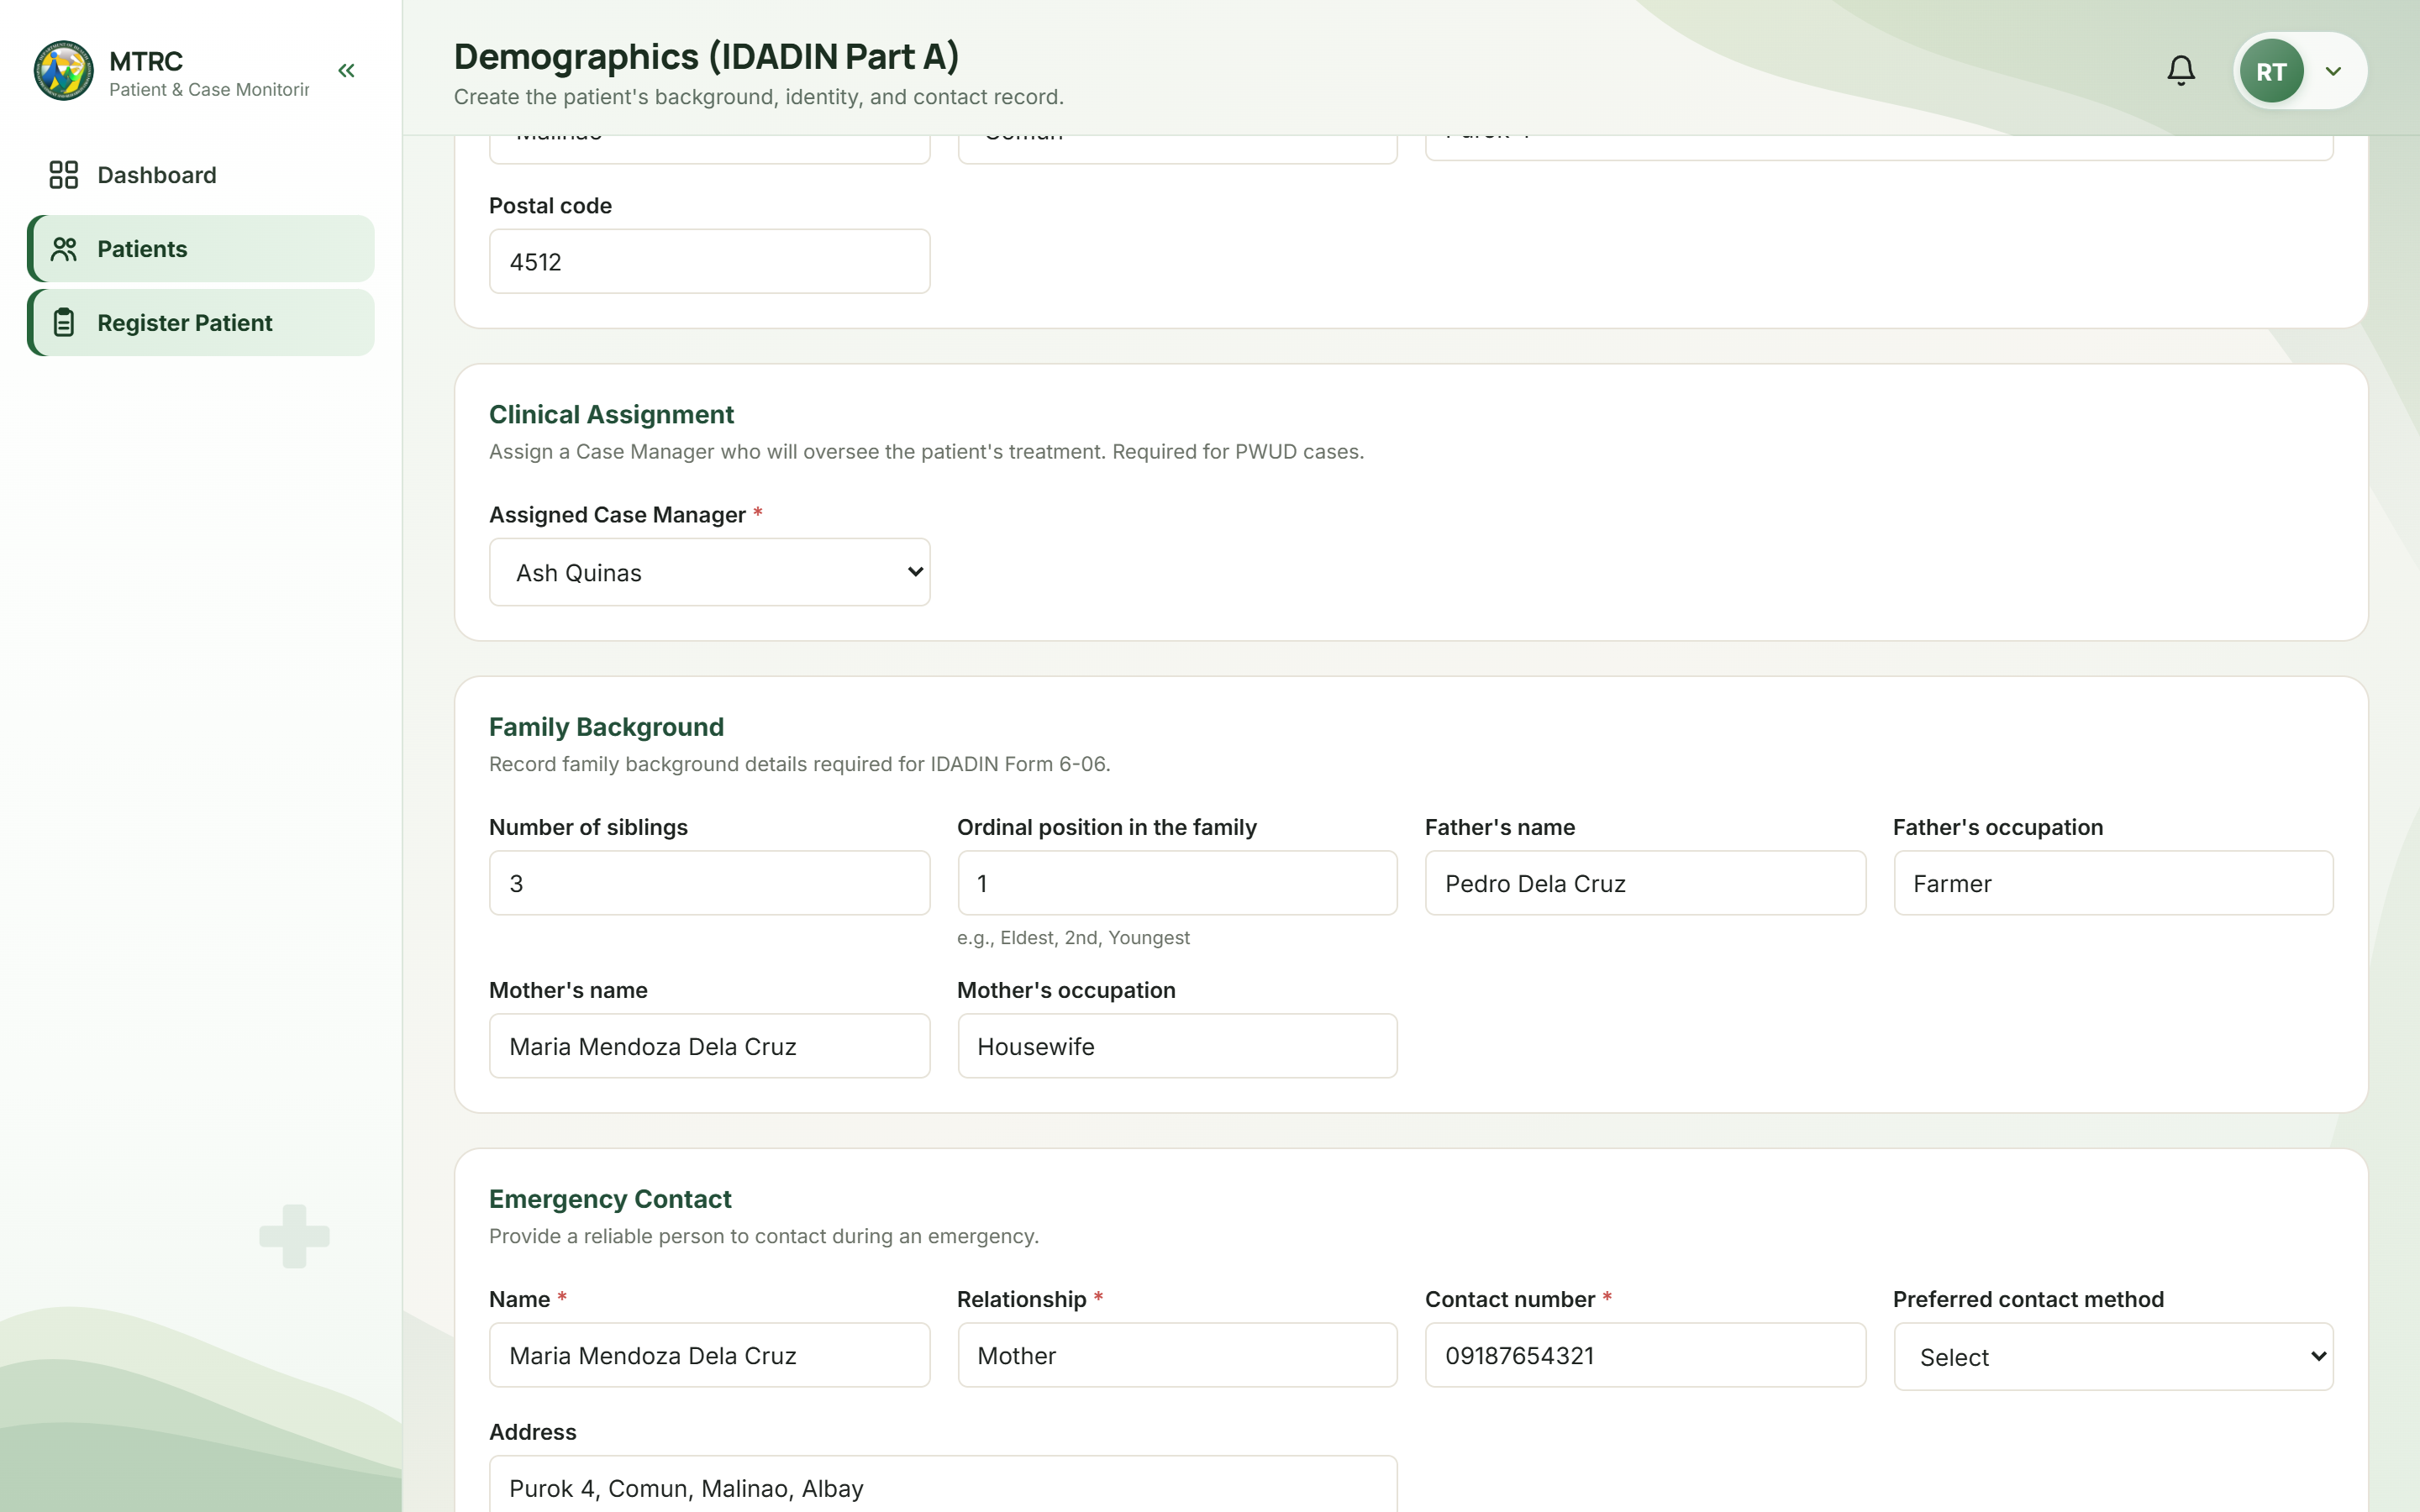 MTRC
Patient & Case Monitorin
Dashboard
Patients
Register Patient
Demographics (IDADIN Part A)
Create the patient's background, identity, and contact record.
RT
Malinao
Comun
Purok 4
Postal code
4512
Clinical Assignment
Assign a Case Manager who will oversee the patient's treatment. Required for PWUD cases.
Assigned Case Manager *
Ash Quinas
Family Background
Record family background details required for IDADIN Form 6-06.
Number of siblings
Ordinal position in the family
Father's name
Father's occupation
3
1
Pedro Dela Cruz
Farmer
e.g., Eldest, 2nd, Youngest
Mother's name
Mother's occupation
Maria Mendoza Dela Cruz
Housewife
Emergency Contact
Provide a reliable person to contact during an emergency.
Name *
Relationship *
Contact number *
Preferred contact method
Maria Mendoza Dela Cruz
Mother
09187654321
Select
Address
Purok 4, Comun, Malinao, Albay